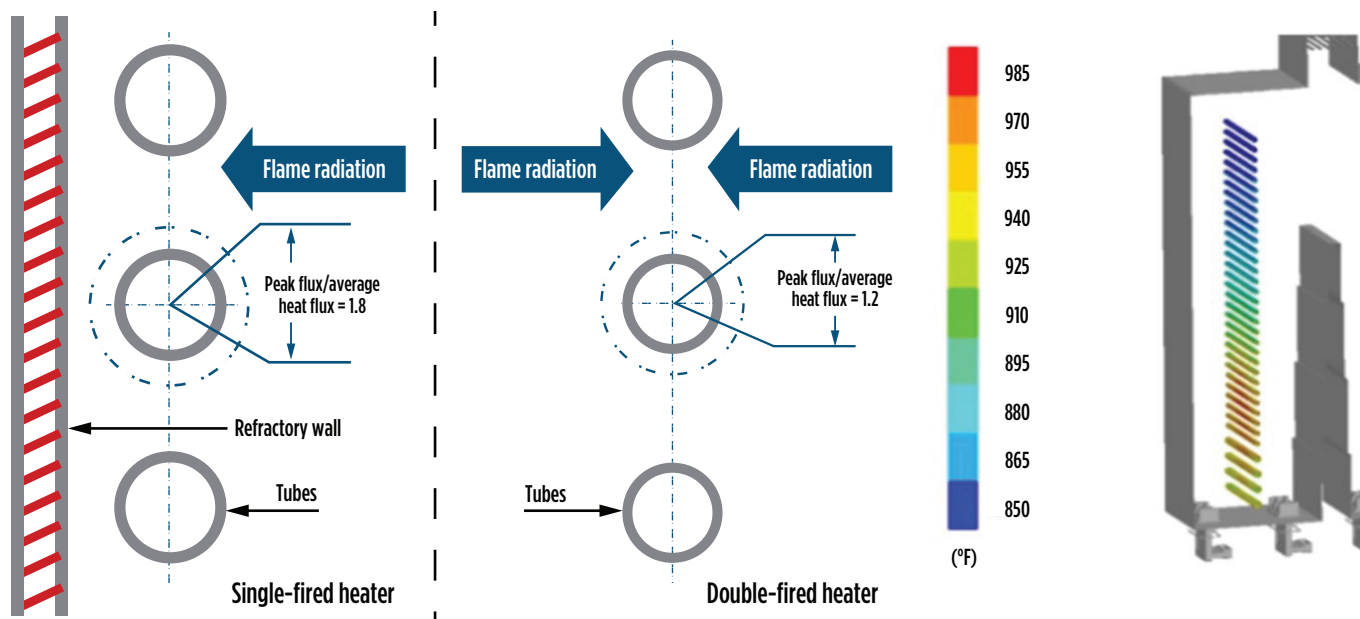 Flame radiation
Peak flux/average
heat flux = 1.8
Refractory wall
Tubes
Single-fired heater
Flame radiation
Flame radiation
Peak flux/average
heat flux = 1.2
Tubes
Double-fired heater
985
970
955
940
925
910
895
880
865
850
(°F)